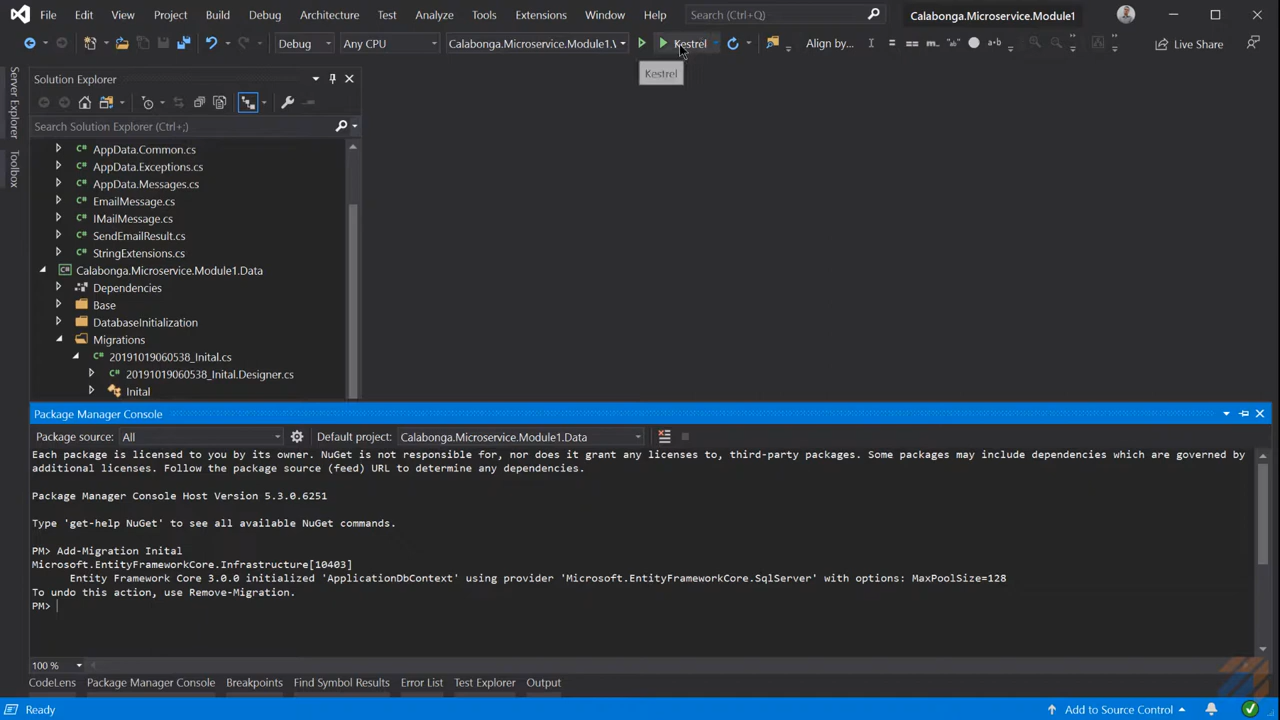 File Edit View Project Build Debug Architecture Test Analyze Tools Extensions Window Help Search (Ctrl+Q) Calabonga.Microservice.Module1
Debug Any CPU Calabonga.Microservice.Module1.\ Kestrel Align by... Live Share
Kestrel
Server Explorer
Toolbox
Solution Explorer
Search Solution Explorer (Ctrl+;)
AppData.Common.cs
AppData.Exceptions.cs
AppData.Messages.cs
EmailMessage.cs
IMailMessage.cs
SendEmailResult.cs
StringExtensions.cs
Calabonga.Microservice.Module1.Data
Dependencies
Base
DatabaseInitialization
Migrations
20191019060538_Inital.cs
20191019060538_Inital.Designer.cs
Inital
Package Manager Console
Package source: All Default project: Calabonga.Microservice.Module1.Data
Each package is licensed to you by its owner. NuGet is not responsible for, nor does it grant any licenses to, third-party packages. Some packages may include dependencies which are governed by
additional licenses. Follow the package source (feed) URL to determine any dependencies.
Package Manager Console Host Version 5.3.0.6251
Type 'get-help NuGet' to see all available NuGet commands.
PM> Add-Migration Inital
Microsoft.EntityFrameworkCore.Infrastructure[10403]
Entity Framework Core 3.0.0 initialized 'ApplicationDbContext' using provider 'Microsoft.EntityFrameworkCore.SqlServer' with options: MaxPoolSize=128
To undo this action, use Remove-Migration.
PM>
100 %
CodeLens Package Manager Console Breakpoints Find Symbol Results Error List Test Explorer Output
Ready Add to Source Control